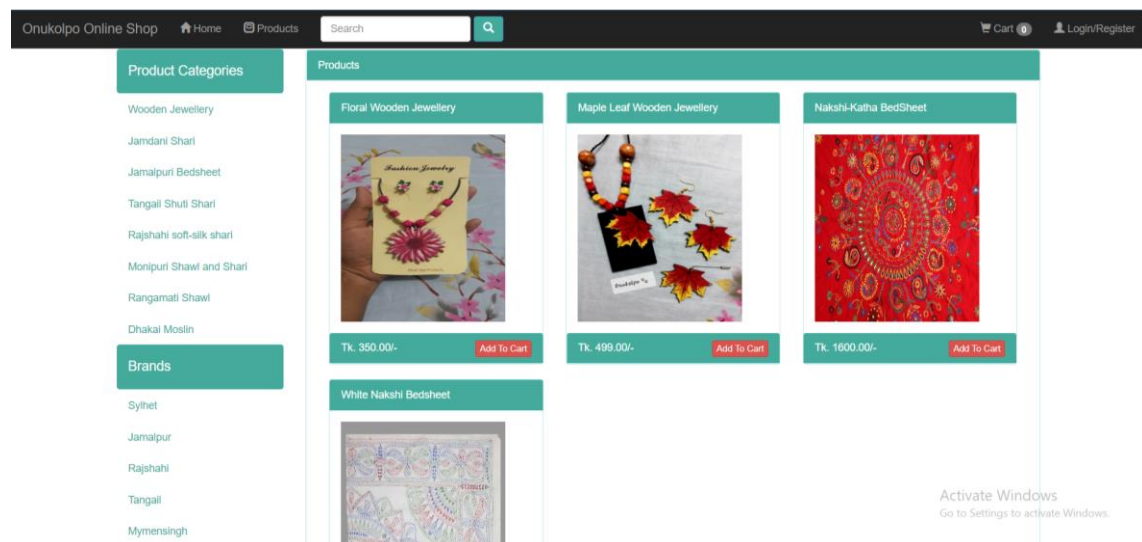 Onukolpo Online Shop Home Products Search Cart 0 Login/Register
Product Categories
Wooden Jewellery
Jamdani Shari
Jamalpuri Bedsheet
Tangail Shuti Shari
Rajshahi soft-silk shari
Monipuri Shawl and Shari
Rangamati Shawl
Dhakai Moslin
Brands
Sylhet
Jamalpur
Rajshahi
Tangail
Mymensingh
Products
Floral Wooden Jewellery
Fashion Jewelry
Tk. 350.00/- Add To Cart
Maple Leaf Wooden Jewellery
Onukolpo
Tk. 499.00/- Add To Cart
Nakshi-Katha BedSheet
Tk. 1600.00/- Add To Cart
White Nakshi Bedsheet
Activate Windows
Go to Settings to activate Windows.